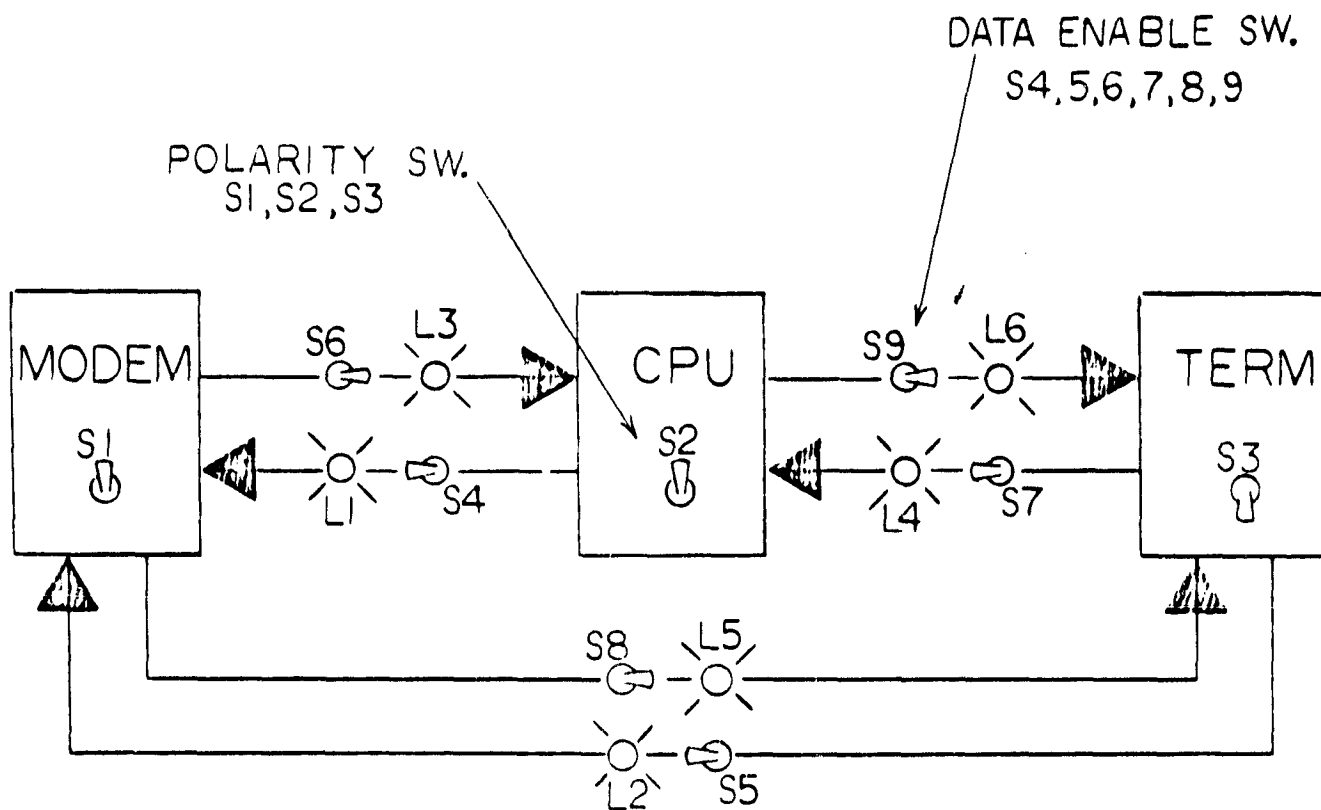 DATA ENABLE SW.
S4,5,6,7,8,9
POLARITY SW.
S1,S2,S3
S6
L3
S9
L6
MODEM
CPU
TERM
S1
S2
S3
L1
S4
L4
S7
S8
L5
L2
S5